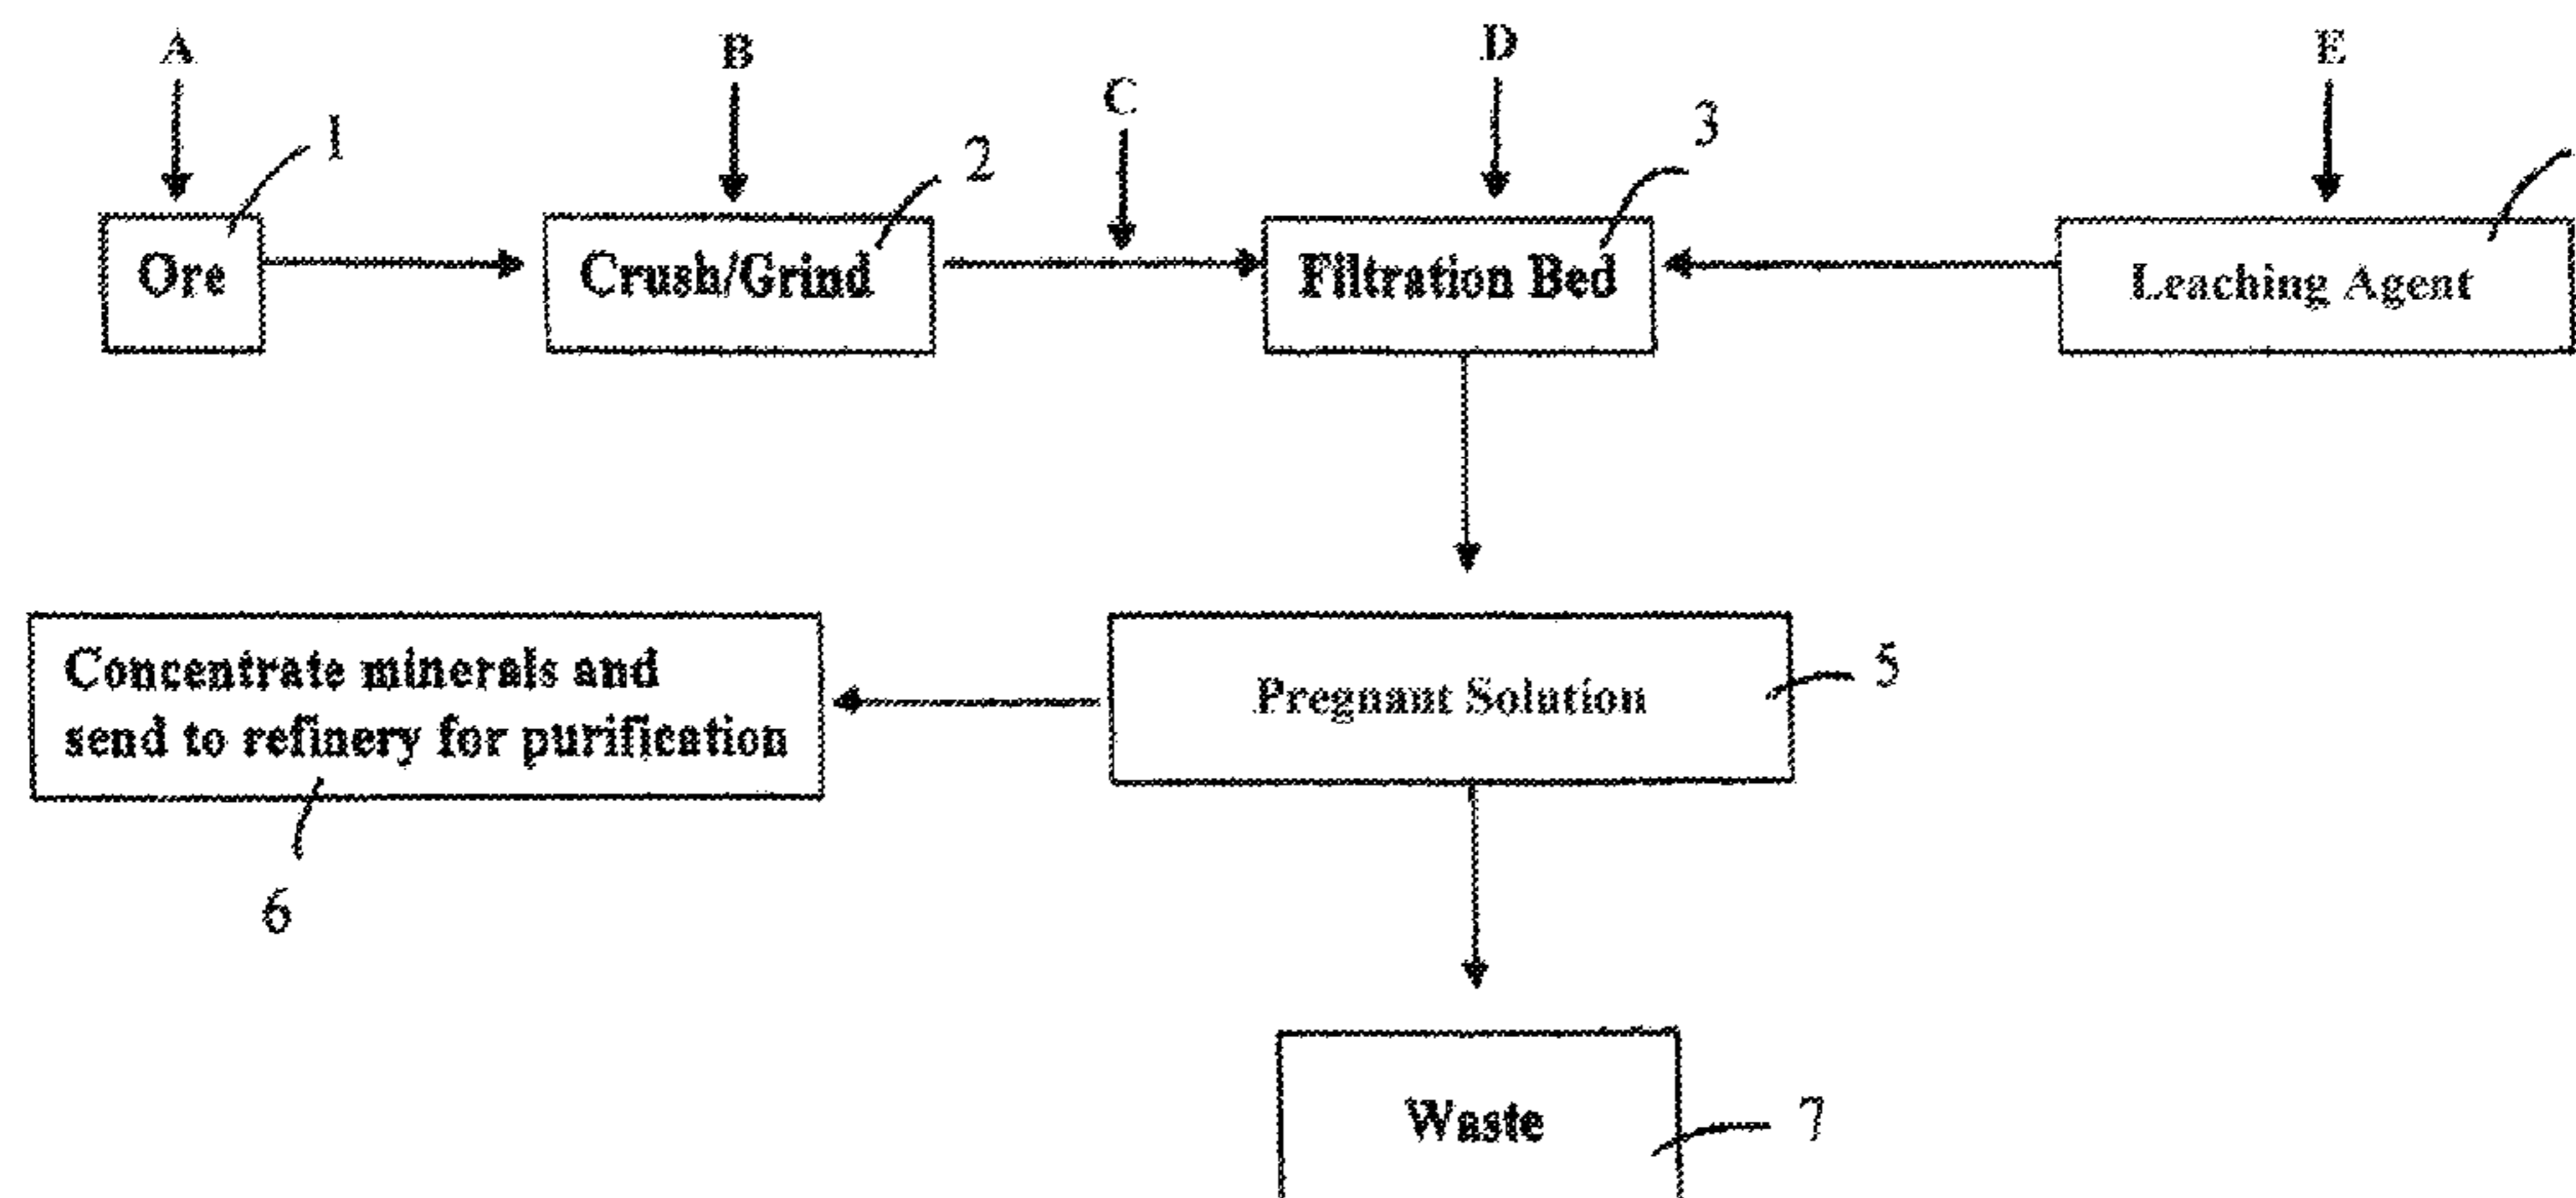 A
B
C
D
E
1
2
3
Ore
Crush/Grind
Filtration Bed
Leaching Agent
Concentrate minerals and
send to refinery for purification
Pregnant Solution
5
6
Waste
7